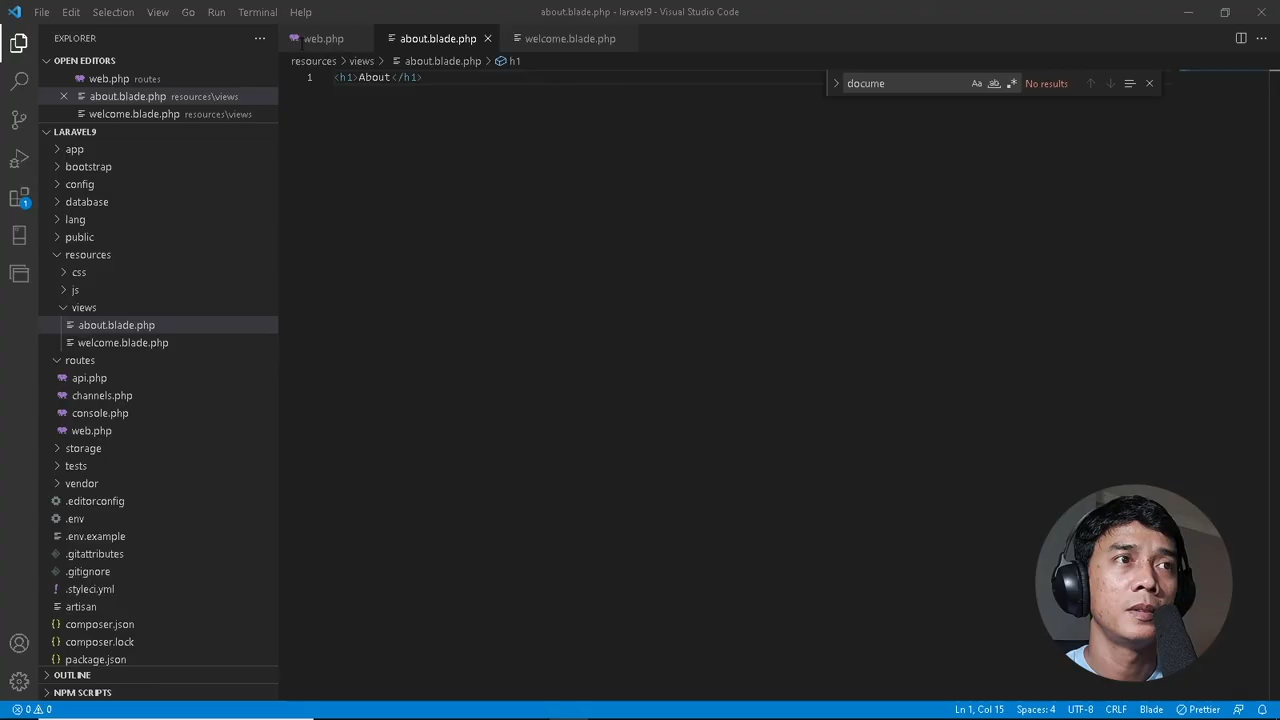 File Edit Selection View Go Run Terminal Help
about.blade.php - laravel9 - Visual Studio Code
EXPLORER
web.php about.blade.php welcome.blade.php
OPEN EDITORS
web.php routes
about.blade.php resources\views
welcome.blade.php resources\views
resources > views > about.blade.php > h1
1 <h1>About</h1>
docume Aa ab .* No results
LARAVEL9
app
bootstrap
config
database
lang
public
resources
css
js
views
about.blade.php
welcome.blade.php
routes
api.php
channels.php
console.php
web.php
storage
tests
vendor
.editorconfig
.env
.env.example
.gitattributes
.gitignore
.styleci.yml
artisan
composer.json
composer.lock
package.json
OUTLINE
NPM SCRIPTS
1
0 0
Ln 1, Col 15 Spaces: 4 UTF-8 CRLF Blade Prettier